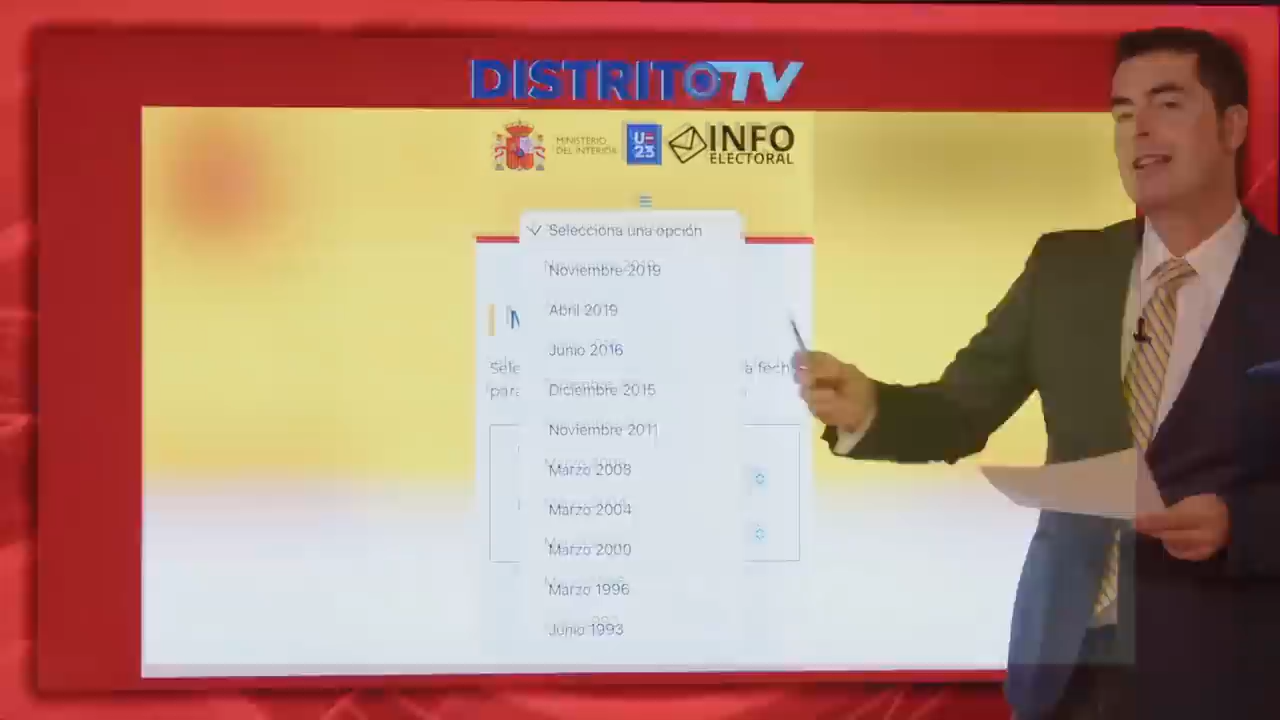 DISTRITOTV
MINISTERIO
DEL INTERIOR
U=
23
INFO
ELECTORAL
Selecciona una opción
Noviembre 2019
Abril 2019
Junio 2016
Diciembre 2015
Noviembre 2011
Marzo 2008
Marzo 2004
Marzo 2000
Marzo 1996
Junio 1993